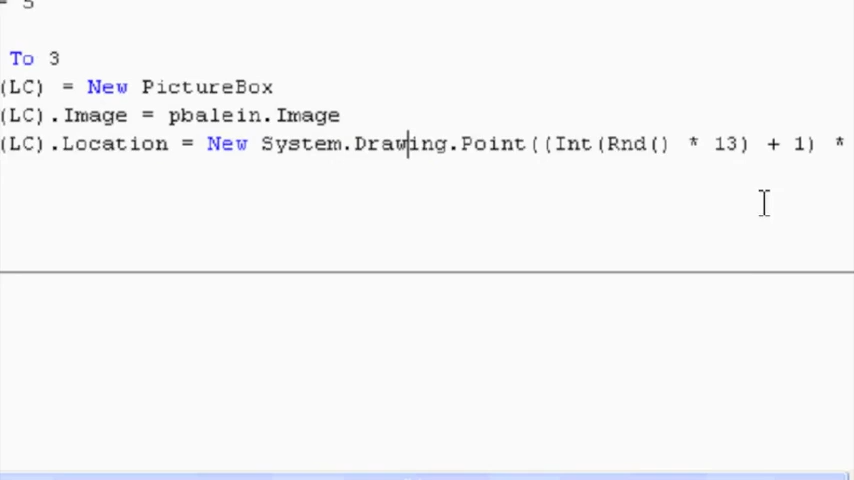 = 5
To 3
(LC) = New PictureBox
(LC).Image = pbalein.Image
(LC).Location = New System.Drawing.Point((Int(Rnd() * 13) + 1) *